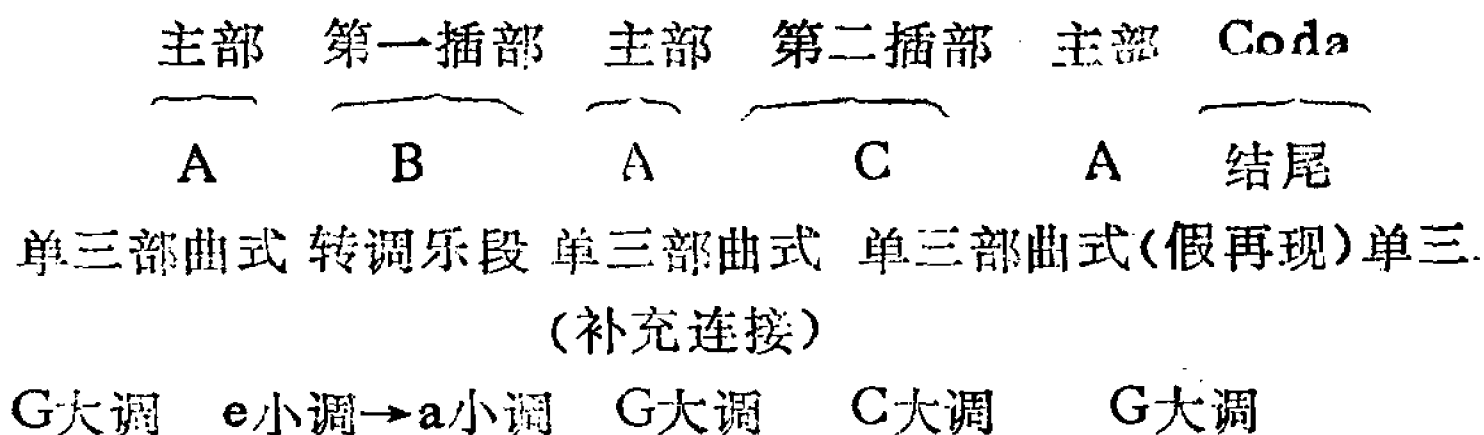 主部 第一插部 主部 第二插部 主部 Coda
A B A C A 结尾
单三部曲式 转调乐段 单三部曲式 单三部曲式(假再现)单三
(补充连接)
G大调 e小调→a小调 G大调 C大调 G大调